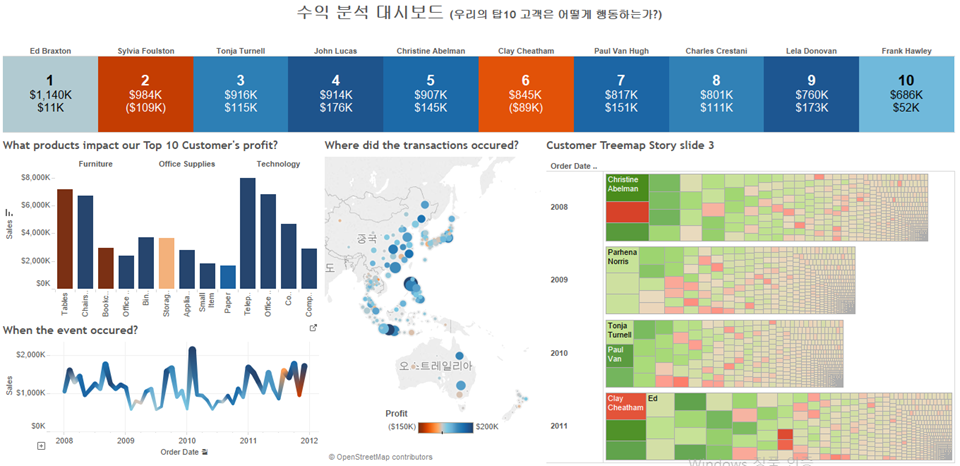 수익 분석 대시보드 (우리의 탑10 고객은 어떻게 행동하는가?)
Ed Braxton
Sylvia Foulston
Tonja Turnell
John Lucas
Christine Abelman
Clay Cheatham
Paul Van Hugh
Charles Crestani
Lela Donovan
Frank Hawley
1
$1,140K
$11K
2
$984K
($109K)
3
$916K
$115K
4
$914K
$176K
5
$907K
$145K
6
$845K
($89K)
7
$817K
$151K
8
$801K
$111K
9
$760K
$173K
10
$686K
$52K
What products impact our Top 10 Customer's profit?
Furniture
Office Supplies
Technology
$8,000K
$6,000K
$4,000K
$2,000K
$0K
Sales
Tables
Chairs..
Bookc..
Office ..
Bin..
Storag..
Applia..
Small Item
Paper
Telep..
Office ..
Co..
Comp..
When the event occured?
$2,000K
$1,000K
$0K
Sales
2008
2009
2010
2011
2012
Order Date
Where did the transactions occured?
중국
도
오스트레일리아
Profit
($150K)
$200K
© OpenStreetMap contributors
Customer Treemap Story slide 3
Order Date ..
2008
Christine
Abelman
2009
Parhena
Norris
2010
Tonja
Turnell
Paul
Van
2011
Clay
Cheatham
Ed
Windows